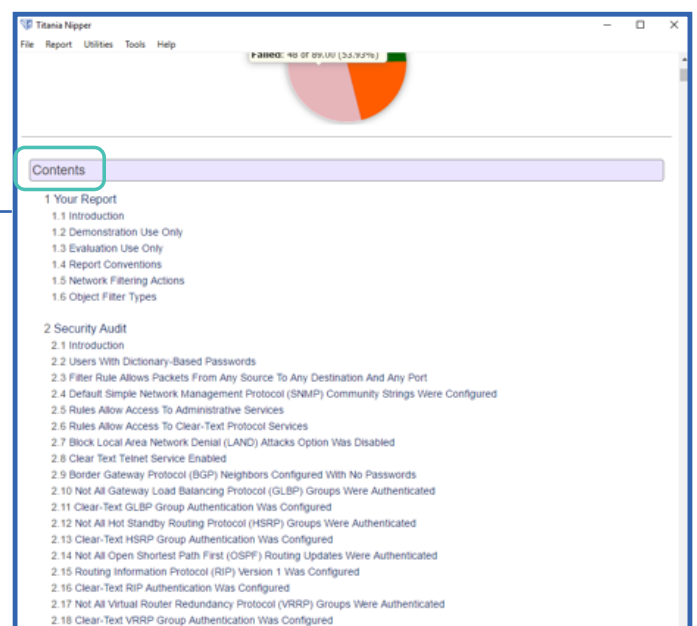 Titania Nipper
File Report Utilities Tools Help
Failed: 48 of 89.00 (53.93%)
Contents
1 Your Report
1.1 Introduction
1.2 Demonstration Use Only
1.3 Evaluation Use Only
1.4 Report Conventions
1.5 Network Filtering Actions
1.6 Object Filter Types
2 Security Audit
2.1 Introduction
2.2 Users With Dictionary-Based Passwords
2.3 Filter Rule Allows Packets From Any Source To Any Destination And Any Port
2.4 Default Simple Network Management Protocol (SNMP) Community Strings Were Configured
2.5 Rules Allow Access To Administrative Services
2.6 Rules Allow Access To Clear-Text Protocol Services
2.7 Block Local Area Network Denial (LAND) Attacks Option Was Disabled
2.8 Clear Text Telnet Service Enabled
2.9 Border Gateway Protocol (BGP) Neighbors Configured With No Passwords
2.10 Not All Gateway Load Balancing Protocol (GLBP) Groups Were Authenticated
2.11 Clear-Text GLBP Group Authentication Was Configured
2.12 Not All Hot Standby Routing Protocol (HSRP) Groups Were Authenticated
2.13 Clear-Text HSRP Group Authentication Was Configured
2.14 Not All Open Shortest Path First (OSPF) Routing Updates Were Authenticated
2.15 Routing Information Protocol (RIP) Version 1 Was Configured
2.16 Clear-Text RIP Authentication Was Configured
2.17 Not All Virtual Router Redundancy Protocol (VRRP) Groups Were Authenticated
2.18 Clear-Text VRRP Group Authentication Was Configured